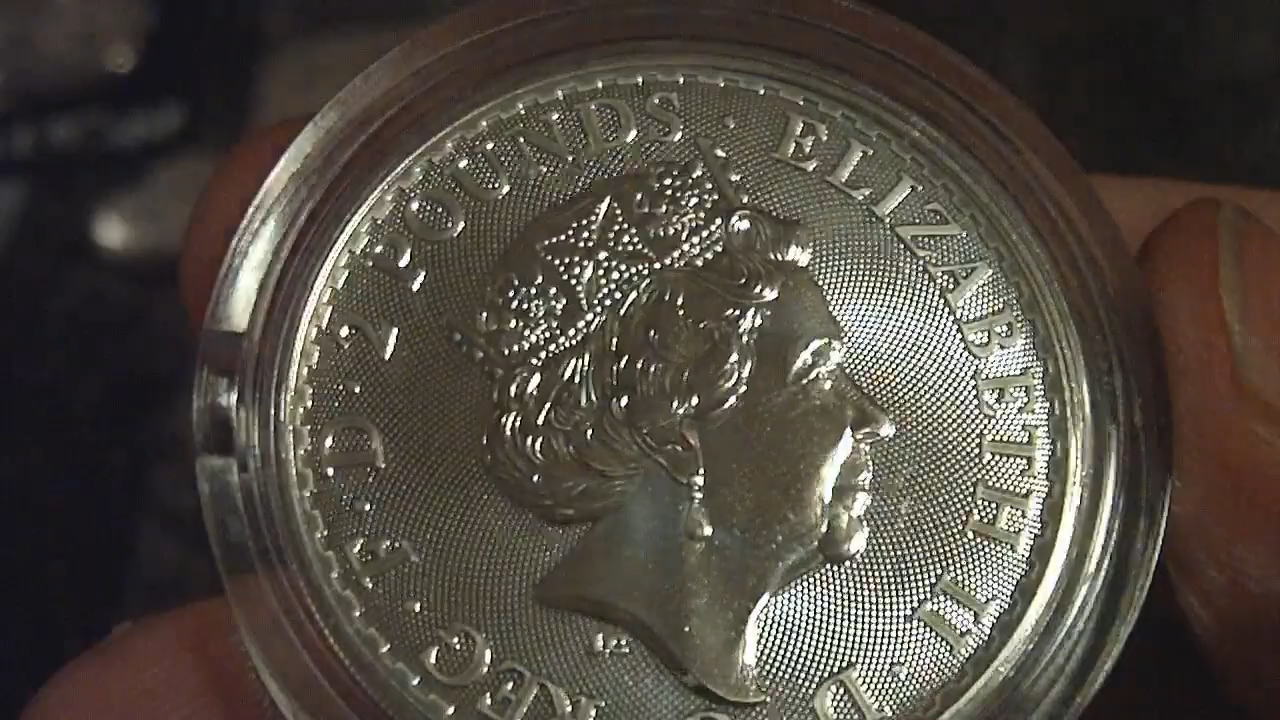 ELIZABETH II · D · REG · F · D · 2 POUNDS ·